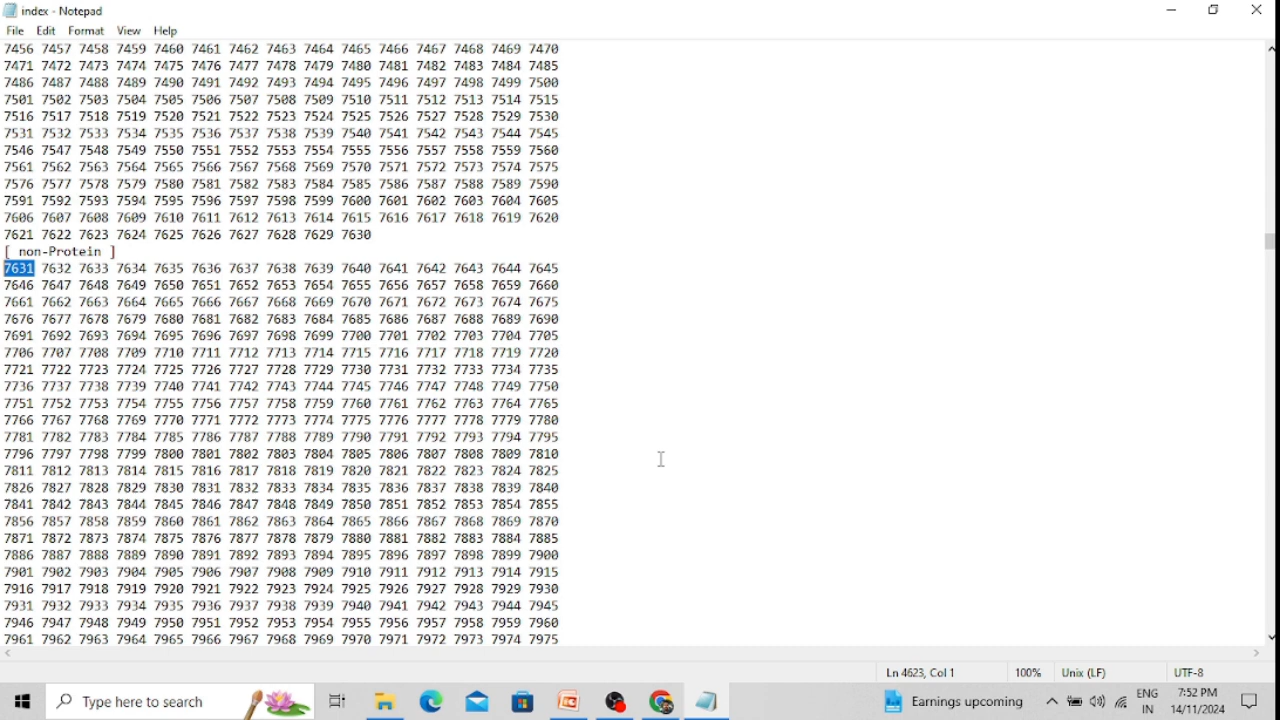 index - Notepad
File Edit Format View Help
7456 7457 7458 7459 7460 7461 7462 7463 7464 7465 7466 7467 7468 7469 7470
7471 7472 7473 7474 7475 7476 7477 7478 7479 7480 7481 7482 7483 7484 7485
7486 7487 7488 7489 7490 7491 7492 7493 7494 7495 7496 7497 7498 7499 7500
7501 7502 7503 7504 7505 7506 7507 7508 7509 7510 7511 7512 7513 7514 7515
7516 7517 7518 7519 7520 7521 7522 7523 7524 7525 7526 7527 7528 7529 7530
7531 7532 7533 7534 7535 7536 7537 7538 7539 7540 7541 7542 7543 7544 7545
7546 7547 7548 7549 7550 7551 7552 7553 7554 7555 7556 7557 7558 7559 7560
7561 7562 7563 7564 7565 7566 7567 7568 7569 7570 7571 7572 7573 7574 7575
7576 7577 7578 7579 7580 7581 7582 7583 7584 7585 7586 7587 7588 7589 7590
7591 7592 7593 7594 7595 7596 7597 7598 7599 7600 7601 7602 7603 7604 7605
7606 7607 7608 7609 7610 7611 7612 7613 7614 7615 7616 7617 7618 7619 7620
7621 7622 7623 7624 7625 7626 7627 7628 7629 7630
[ non-Protein ]
7631 7632 7633 7634 7635 7636 7637 7638 7639 7640 7641 7642 7643 7644 7645
7646 7647 7648 7649 7650 7651 7652 7653 7654 7655 7656 7657 7658 7659 7660
7661 7662 7663 7664 7665 7666 7667 7668 7669 7670 7671 7672 7673 7674 7675
7676 7677 7678 7679 7680 7681 7682 7683 7684 7685 7686 7687 7688 7689 7690
7691 7692 7693 7694 7695 7696 7697 7698 7699 7700 7701 7702 7703 7704 7705
7706 7707 7708 7709 7710 7711 7712 7713 7714 7715 7716 7717 7718 7719 7720
7721 7722 7723 7724 7725 7726 7727 7728 7729 7730 7731 7732 7733 7734 7735
7736 7737 7738 7739 7740 7741 7742 7743 7744 7745 7746 7747 7748 7749 7750
7751 7752 7753 7754 7755 7756 7757 7758 7759 7760 7761 7762 7763 7764 7765
7766 7767 7768 7769 7770 7771 7772 7773 7774 7775 7776 7777 7778 7779 7780
7781 7782 7783 7784 7785 7786 7787 7788 7789 7790 7791 7792 7793 7794 7795
7796 7797 7798 7799 7800 7801 7802 7803 7804 7805 7806 7807 7808 7809 7810
7811 7812 7813 7814 7815 7816 7817 7818 7819 7820 7821 7822 7823 7824 7825
7826 7827 7828 7829 7830 7831 7832 7833 7834 7835 7836 7837 7838 7839 7840
7841 7842 7843 7844 7845 7846 7847 7848 7849 7850 7851 7852 7853 7854 7855
7856 7857 7858 7859 7860 7861 7862 7863 7864 7865 7866 7867 7868 7869 7870
7871 7872 7873 7874 7875 7876 7877 7878 7879 7880 7881 7882 7883 7884 7885
7886 7887 7888 7889 7890 7891 7892 7893 7894 7895 7896 7897 7898 7899 7900
7901 7902 7903 7904 7905 7906 7907 7908 7909 7910 7911 7912 7913 7914 7915
7916 7917 7918 7919 7920 7921 7922 7923 7924 7925 7926 7927 7928 7929 7930
7931 7932 7933 7934 7935 7936 7937 7938 7939 7940 7941 7942 7943 7944 7945
7946 7947 7948 7949 7950 7951 7952 7953 7954 7955 7956 7957 7958 7959 7960
7961 7962 7963 7964 7965 7966 7967 7968 7969 7970 7971 7972 7973 7974 7975
Ln 4623, Col 1 100% Unix (LF) UTF-8
Type here to search Earnings upcoming ENG 7:52 PM
IN 14/11/2024